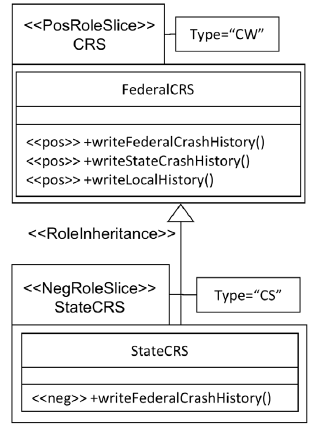 <<PosRoleSlice>>
CRS
Type="CW"
FederalCRS
<<pos>> +writeFederalCrashHistory()
<<pos>> +writeStateCrashHistory()
<<pos>> +writeLocalHistory()
<<RoleInheritance>>
<<NegRoleSlice>>
StateCRS
Type="CS"
StateCRS
<<neg>> +writeFederalCrashHistory()